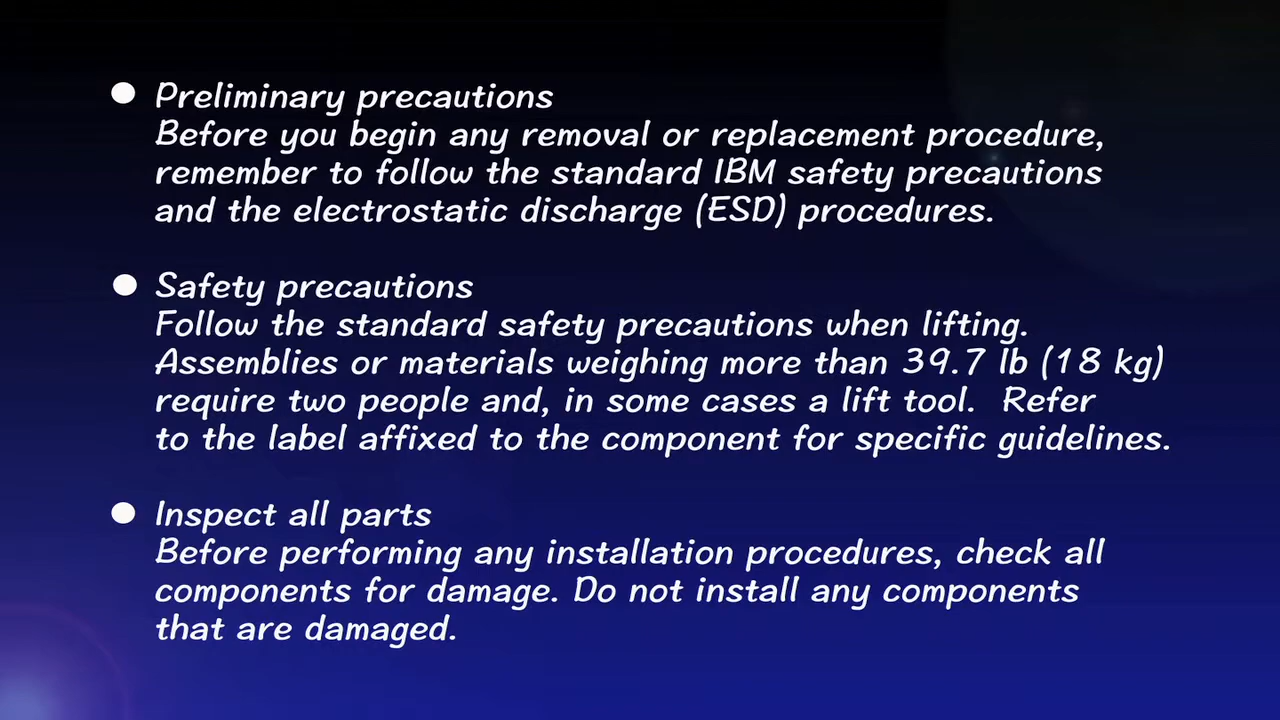 ● Preliminary precautions
Before you begin any removal or replacement procedure,
remember to follow the standard IBM safety precautions
and the electrostatic discharge (ESD) procedures.
● Safety precautions
Follow the standard safety precautions when lifting.
Assemblies or materials weighing more than 39.7 lb (18 kg)
require two people and, in some cases a lift tool.  Refer
to the label affixed to the component for specific guidelines.
● Inspect all parts
Before performing any installation procedures, check all
components for damage. Do not install any components
that are damaged.